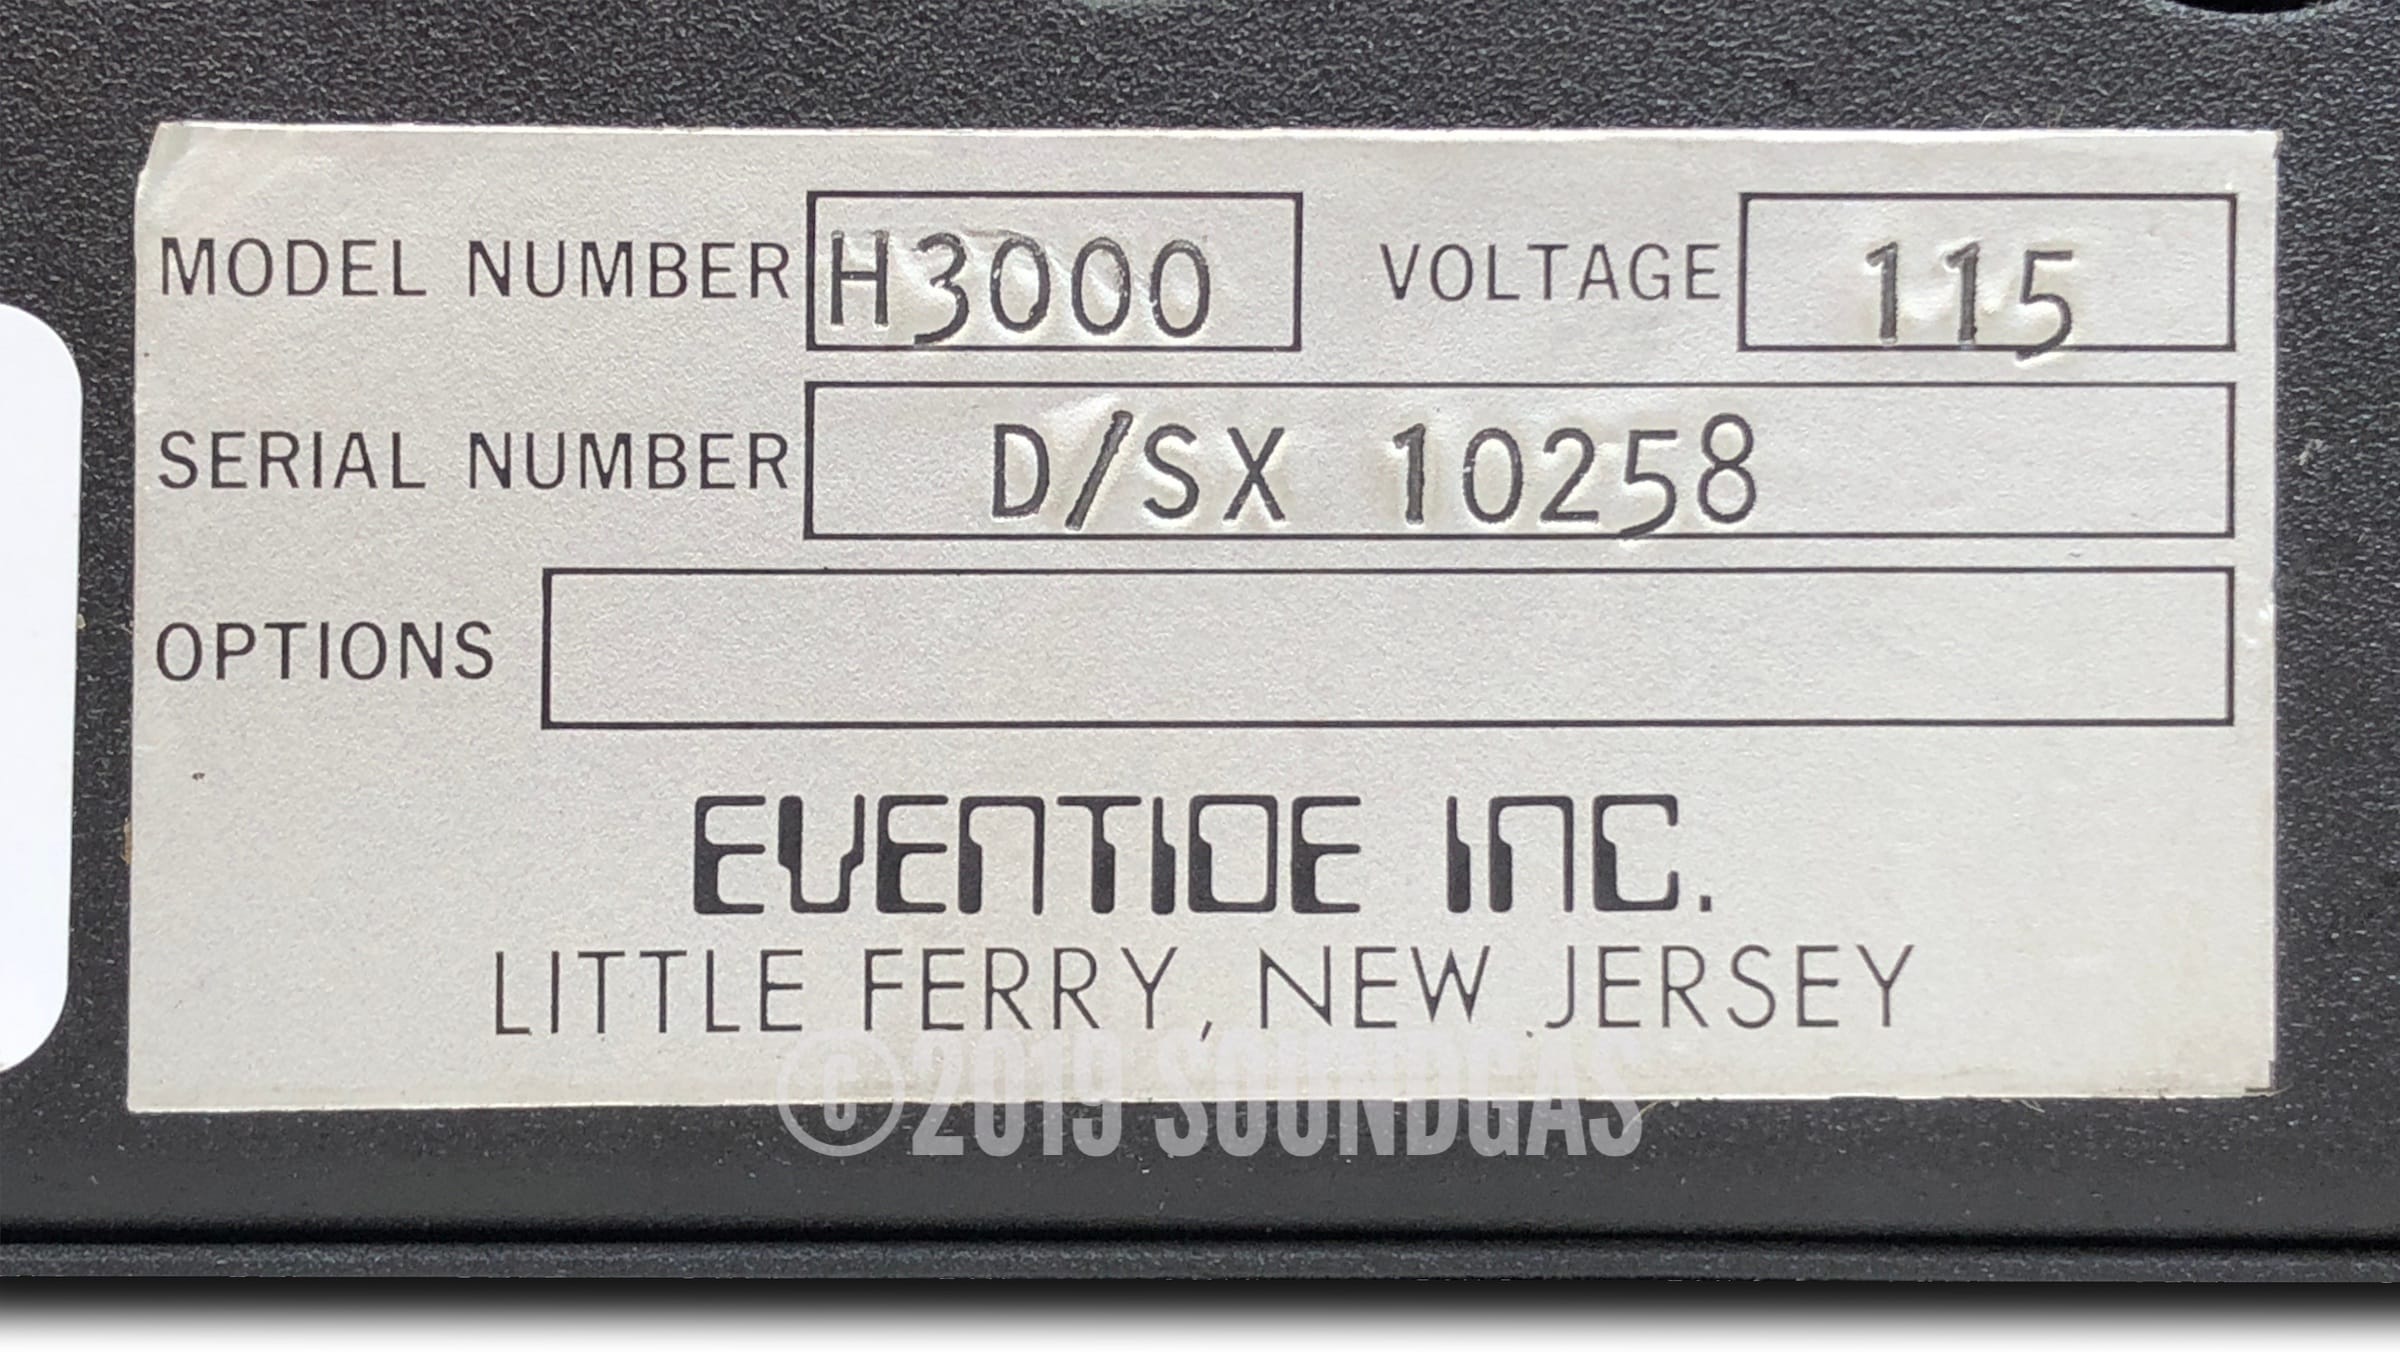 MODEL NUMBER H3000 VOLTAGE 115
SERIAL NUMBER D/SX 10258
OPTIONS
EVENTIDE INC.
LITTLE FERRY, NEW JERSEY
©2019 SOUNDGAS